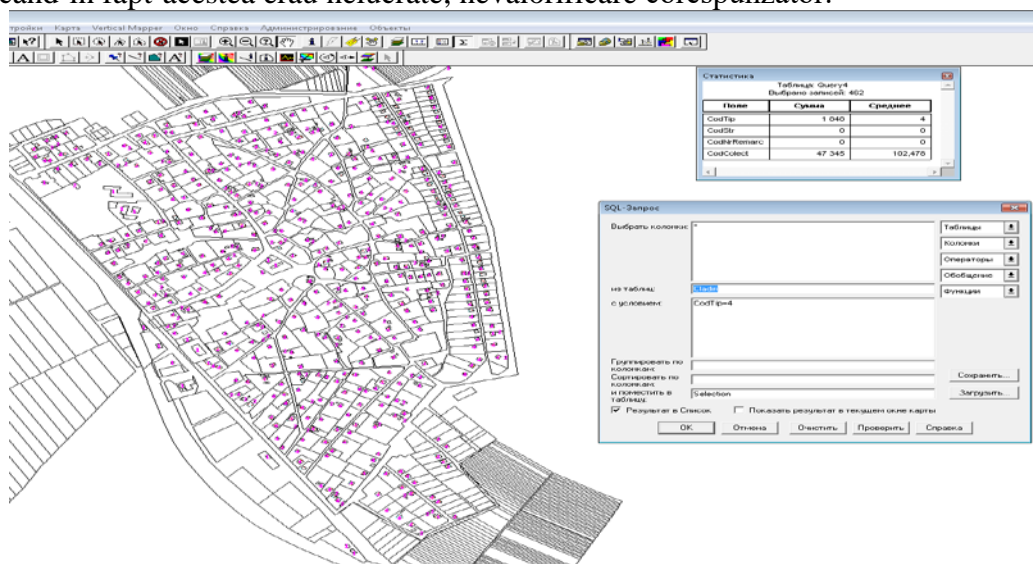 când în fapt acestea erau nelucrate, nevalorificare corespunzător.
тройки Карта Vertical Mapper Окно Справка Администрирование Объекты
Статистика
Таблица: Query4
Выбрано записей: 462
Поле Сумма Среднее
CodTip 1 848 4
CodStr 0 0
CodNrRemarc 0 0
CodColect 47 345 102,478
SQL-Запрос
Выбрать колонки: *
Таблицы
Колонки
Операторы
Обобщение
Функции
из таблиц: Cladiri
с условием: CodTip=4
Группировать по
колонкам:
Сортировать по
колонкам:
и поместить в
таблицу: Selection
Сохранить...
Загрузить...
Результат в Список Показать результат в текущем окне карты
OK Отмена Очистить Проверить Справка